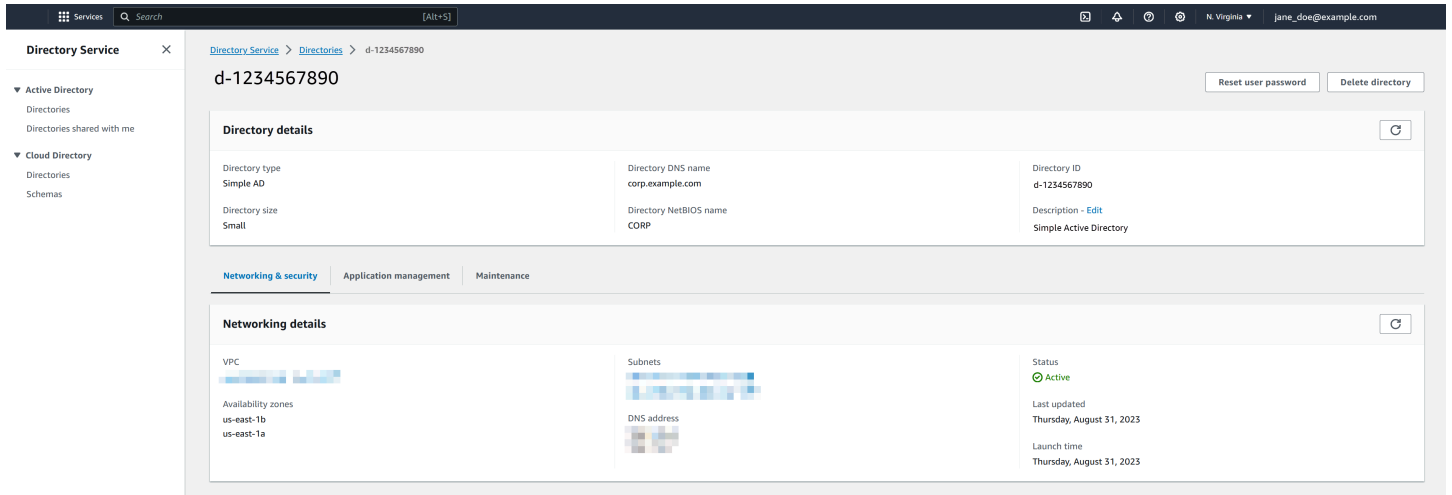 Services Search [Alt+S] N. Virginia ▼ jane_doe@example.com
Directory Service
Active Directory
Directories
Directories shared with me
Cloud Directory
Directories
Schemas
Directory Service > Directories > d-1234567890
d-1234567890
Reset user password Delete directory
Directory details
Directory type
Simple AD
Directory size
Small
Directory DNS name
corp.example.com
Directory NetBIOS name
CORP
Directory ID
d-1234567890
Description - Edit
Simple Active Directory
Networking & security Application management Maintenance
Networking details
VPC
Availability zones
us-east-1b
us-east-1a
Subnets
DNS address
Status
Active
Last updated
Thursday, August 31, 2023
Launch time
Thursday, August 31, 2023